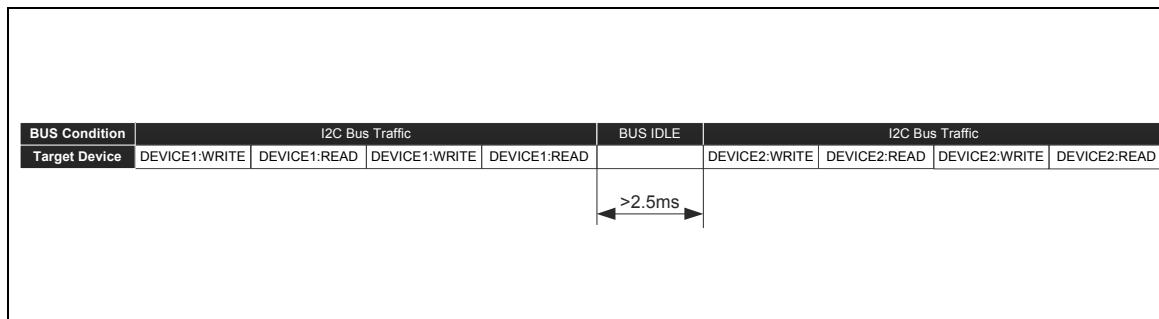 BUS Condition I2C Bus Traffic BUS IDLE I2C Bus Traffic
Target Device DEVICE1:WRITE DEVICE1:READ DEVICE1:WRITE DEVICE1:READ DEVICE2:WRITE DEVICE2:READ DEVICE2:WRITE DEVICE2:READ
>2.5ms